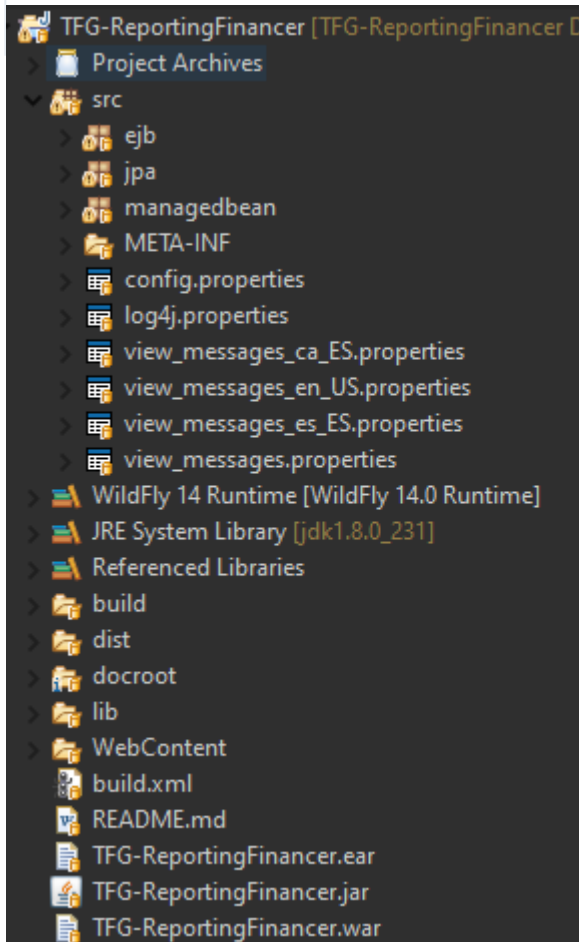 TFG-ReportingFinancer [TFG-ReportingFinancer D
Project Archives
src
ejb
jpa
managedbean
META-INF
config.properties
log4j.properties
view_messages_ca_ES.properties
view_messages_en_US.properties
view_messages_es_ES.properties
view_messages.properties
WildFly 14 Runtime [WildFly 14.0 Runtime]
JRE System Library [jdk1.8.0_231]
Referenced Libraries
build
dist
docroot
lib
WebContent
build.xml
README.md
TFG-ReportingFinancer.ear
TFG-ReportingFinancer.jar
TFG-ReportingFinancer.war